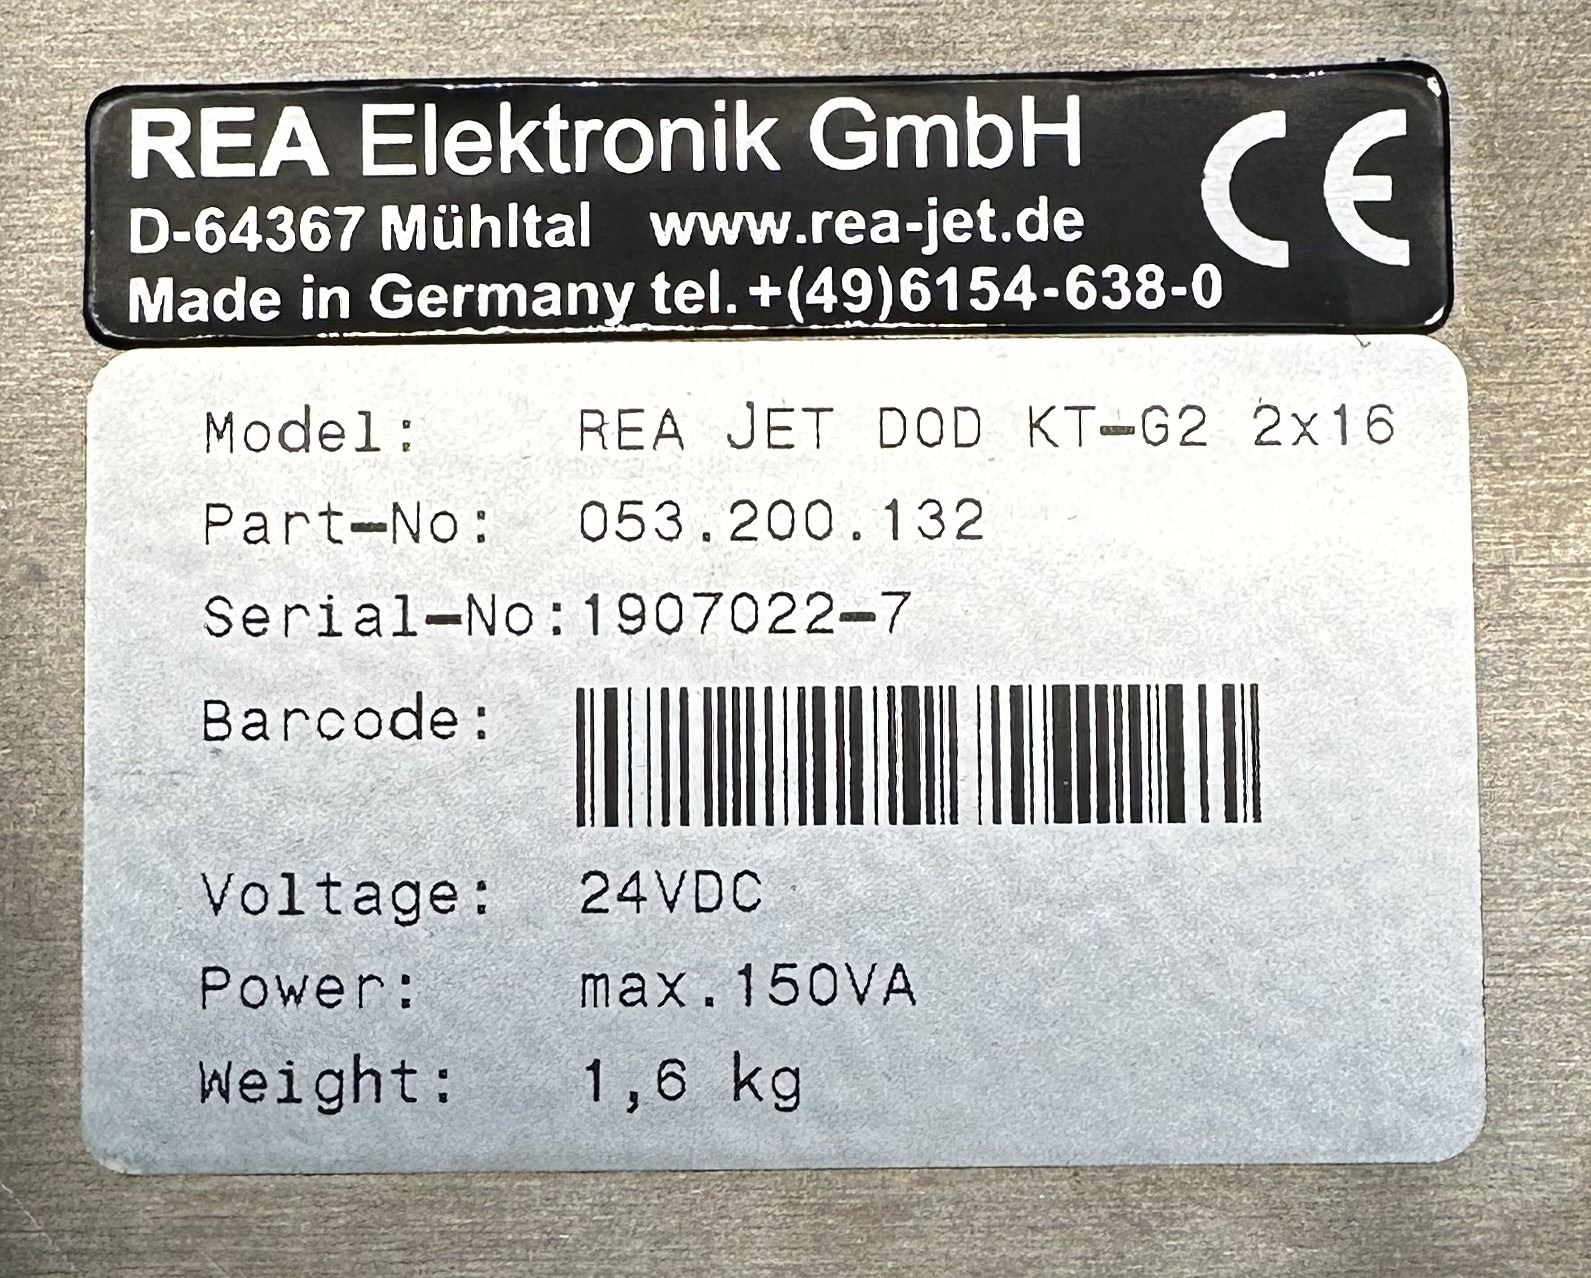 REA Elektronik GmbH CE
D-64367 Mühltal www.rea-jet.de
Made in Germany tel. +(49)6154-638-0
Model: REA JET DOD KT-G2 2x16
Part-No: 053.200.132
Serial-No: 1907022-7
Barcode:
Voltage: 24VDC
Power: max.150VA
Weight: 1,6 kg